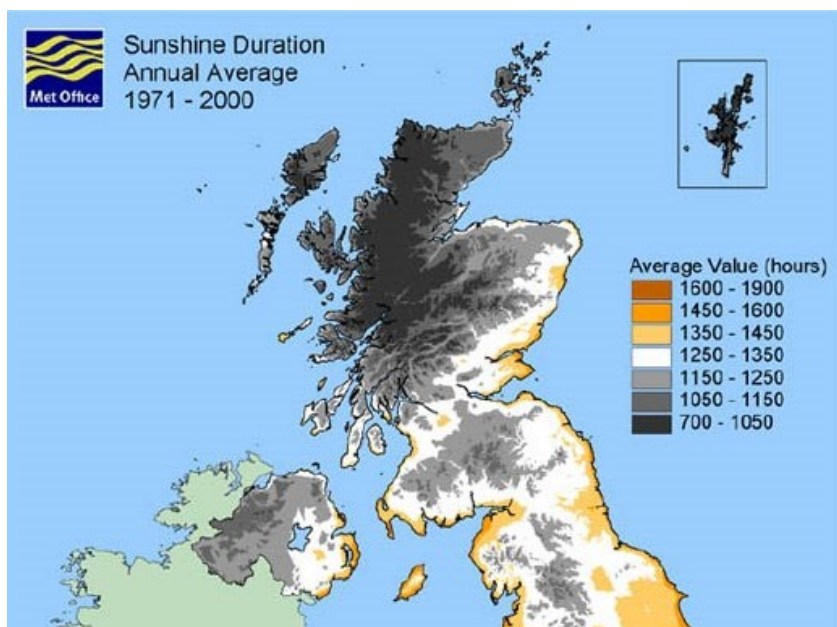 Met Office
Sunshine Duration
Annual Average
1971 - 2000
Average Value (hours)
1600 - 1900
1450 - 1600
1350 - 1450
1250 - 1350
1150 - 1250
1050 - 1150
700 - 1050